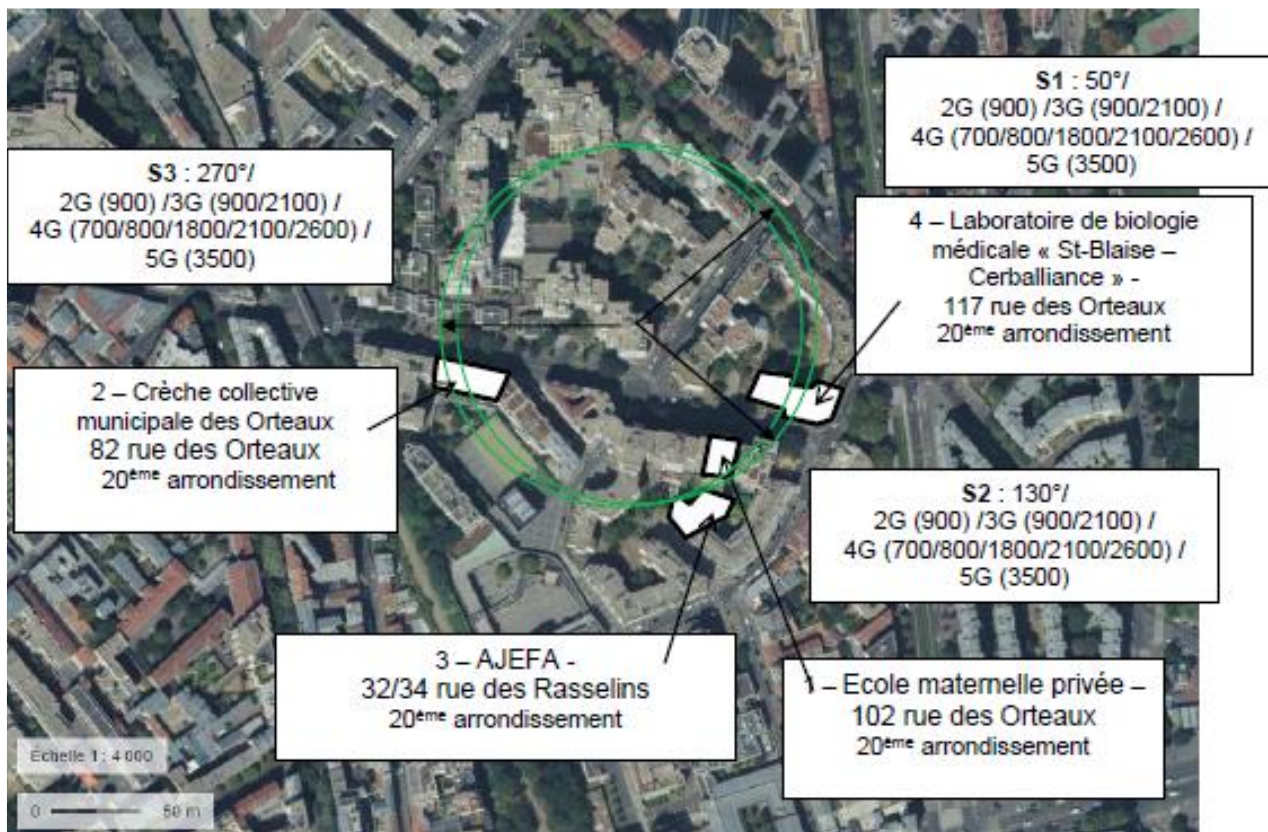 S1 : 50°/
2G (900) /3G (900/2100) /
4G (700/800/1800/2100/2600) /
5G (3500)
S3 : 270°/
2G (900) /3G (900/2100) /
4G (700/800/1800/2100/2600) /
5G (3500)
4 – Laboratoire de biologie
médicale « St-Blaise –
Cerballiance » -
117 rue des Orteaux
20ème arrondissement
2 – Crèche collective
municipale des Orteaux
82 rue des Orteaux
20ème arrondissement
S2 : 130°/
2G (900) /3G (900/2100) /
4G (700/800/1800/2100/2600) /
5G (3500)
3 – AJEFA -
32/34 rue des Rasselins
20ème arrondissement
1 – Ecole maternelle privée –
102 rue des Orteaux
20ème arrondissement
Échelle 1 : 4 000
0 50 m